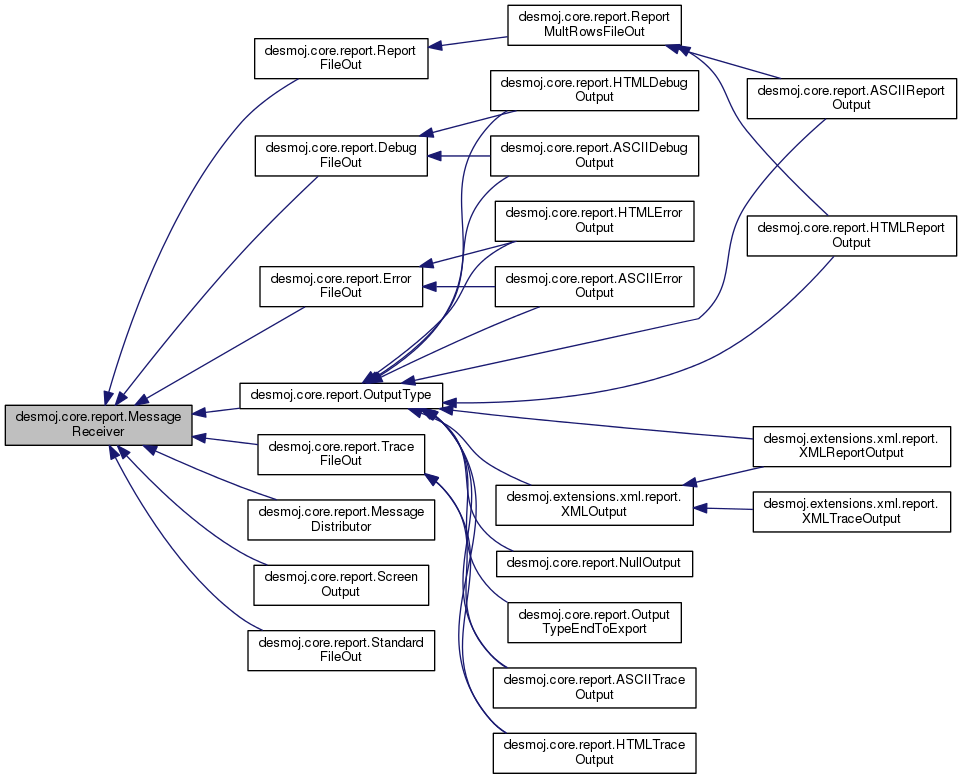 desmoj.core.report.Message
Receiver
desmoj.core.report.Report
FileOut
desmoj.core.report.Debug
FileOut
desmoj.core.report.Error
FileOut
desmoj.core.report.OutputType
desmoj.core.report.Trace
FileOut
desmoj.core.report.Message
Distributor
desmoj.core.report.Screen
Output
desmoj.core.report.Standard
FileOut
desmoj.core.report.Report
MultRowsFileOut
desmoj.core.report.HTMLDebug
Output
desmoj.core.report.ASCIIDebug
Output
desmoj.core.report.HTMLError
Output
desmoj.core.report.ASCIIError
Output
desmoj.extensions.xml.report.
XMLOutput
desmoj.core.report.NullOutput
desmoj.core.report.Output
TypeEndToExport
desmoj.core.report.ASCIITrace
Output
desmoj.core.report.HTMLTrace
Output
desmoj.core.report.ASCIIReport
Output
desmoj.core.report.HTMLReport
Output
desmoj.extensions.xml.report.
XMLReportOutput
desmoj.extensions.xml.report.
XMLTraceOutput